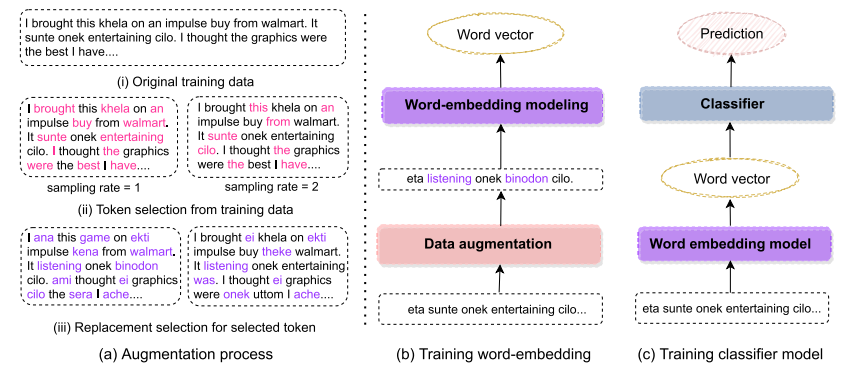 I brought this khela on an impulse buy from walmart. It
sunte onek entertaining cilo. I thought the graphics were
the best I have....
(i) Original training data
I brought this khela on an
impulse buy from walmart.
It sunte onek entertaining
cilo. I thought the graphics
were the best I have....
sampling rate = 1
I brought this khela on an
impulse buy from walmart.
It sunte onek entertaining
cilo. I thought the graphics
were the best I have....
sampling rate = 2
(ii) Token selection from training data
I ana this game on ekti
impulse kena from walmart.
It listening onek binodon
cilo. ami thought ei graphics
cilo the sera I ache....
I brought ei khela on ekti
impulse buy theke walmart.
It listening onek entertaining
was. I thought ei graphics
were onek uttom I ache....
(iii) Replacement selection for selected token
(a) Augmentation process
Word vector
Word-embedding modeling
eta listening onek binodon cilo.
Data augmentation
eta sunte onek entertaining cilo...
(b) Training word-embedding
Prediction
Classifier
Word vector
Word embedding model
eta sunte onek entertaining cilo...
(c) Training classifier model